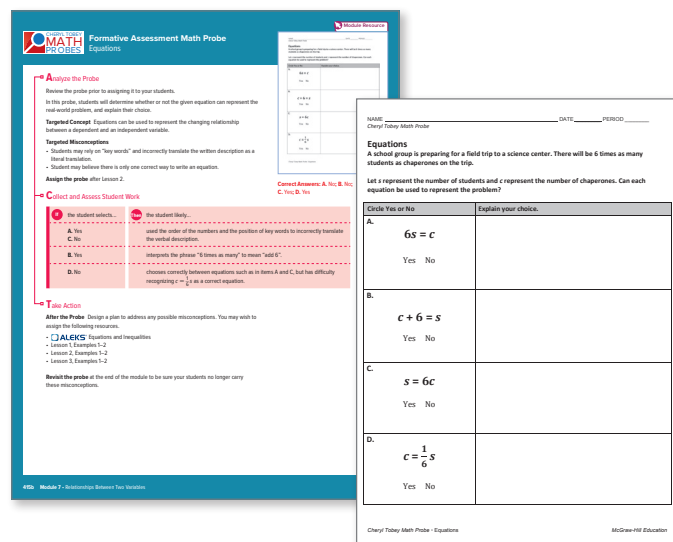 Module Resource
CHERYL TOBEY
MATH
PROBES
Formative Assessment Math Probe
Equations
Analyze the Probe
Review the probe prior to assigning it to your students.
In this probe, students will determine whether or not the given equation can represent the
real-world problem, and explain their choice.
Targeted Concept Equations can be used to represent the changing relationship
between a dependent and an independent variable.
Targeted Misconceptions
• Students may rely on "key words" and incorrectly translate the written description as a
literal translation.
• Student may believe there is only one correct way to write an equation.
Assign the probe after Lesson 2.
Correct Answers: A. No; B. No;
C. Yes; D. Yes
Collect and Assess Student Work
If the student selects... Then the student likely...
A. Yes used the order of the numbers and the position of key words to incorrectly translate
C. No the verbal description.
B. Yes interprets the phrase "6 times as many" to mean "add 6".
D. No chooses correctly between equations such as in items A and C, but has difficulty
recognizing c = 1/6 s as a correct equation.
Take Action
After the Probe Design a plan to address any possible misconceptions. You may wish to
assign the following resources.
• ALEKS Equations and Inequalities
• Lesson 1, Examples 1–2
• Lesson 2, Examples 1–2
• Lesson 3, Examples 1–2
Revisit the probe at the end of the module to be sure your students no longer carry
these misconceptions.
415b Module 7 • Relationships Between Two Variables
NAME DATE PERIOD
Cheryl Tobey Math Probe
Equations
A school group is preparing for a field trip to a science center. There will be 6 times as many
students as chaperones on the trip.
Let s represent the number of students and c represent the number of chaperones. Can each
equation be used to represent the problem?
Circle Yes or No Explain your choice.
A.
6s = c
Yes No
B.
c + 6 = s
Yes No
C.
s = 6c
Yes No
D.
c = 1/6 s
Yes No
Cheryl Tobey Math Probe - Equations McGraw-Hill Education